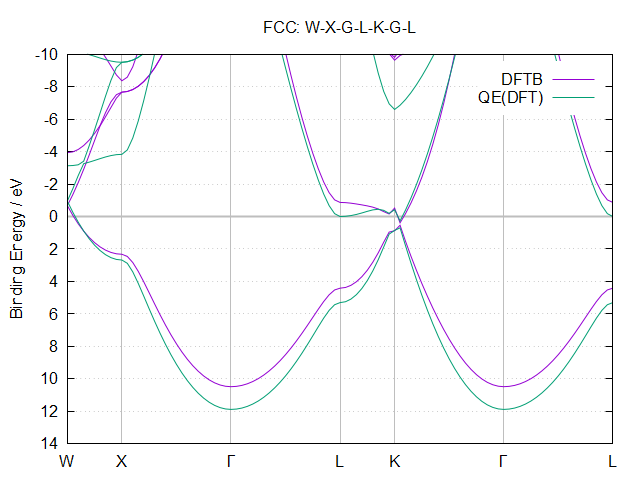 FCC: W-X-G-L-K-G-L
DFTB
QE(DFT)
Binding Energy / eV
-10
-8
-6
-4
-2
0
2
4
6
8
10
12
14
W X Γ L K Γ L